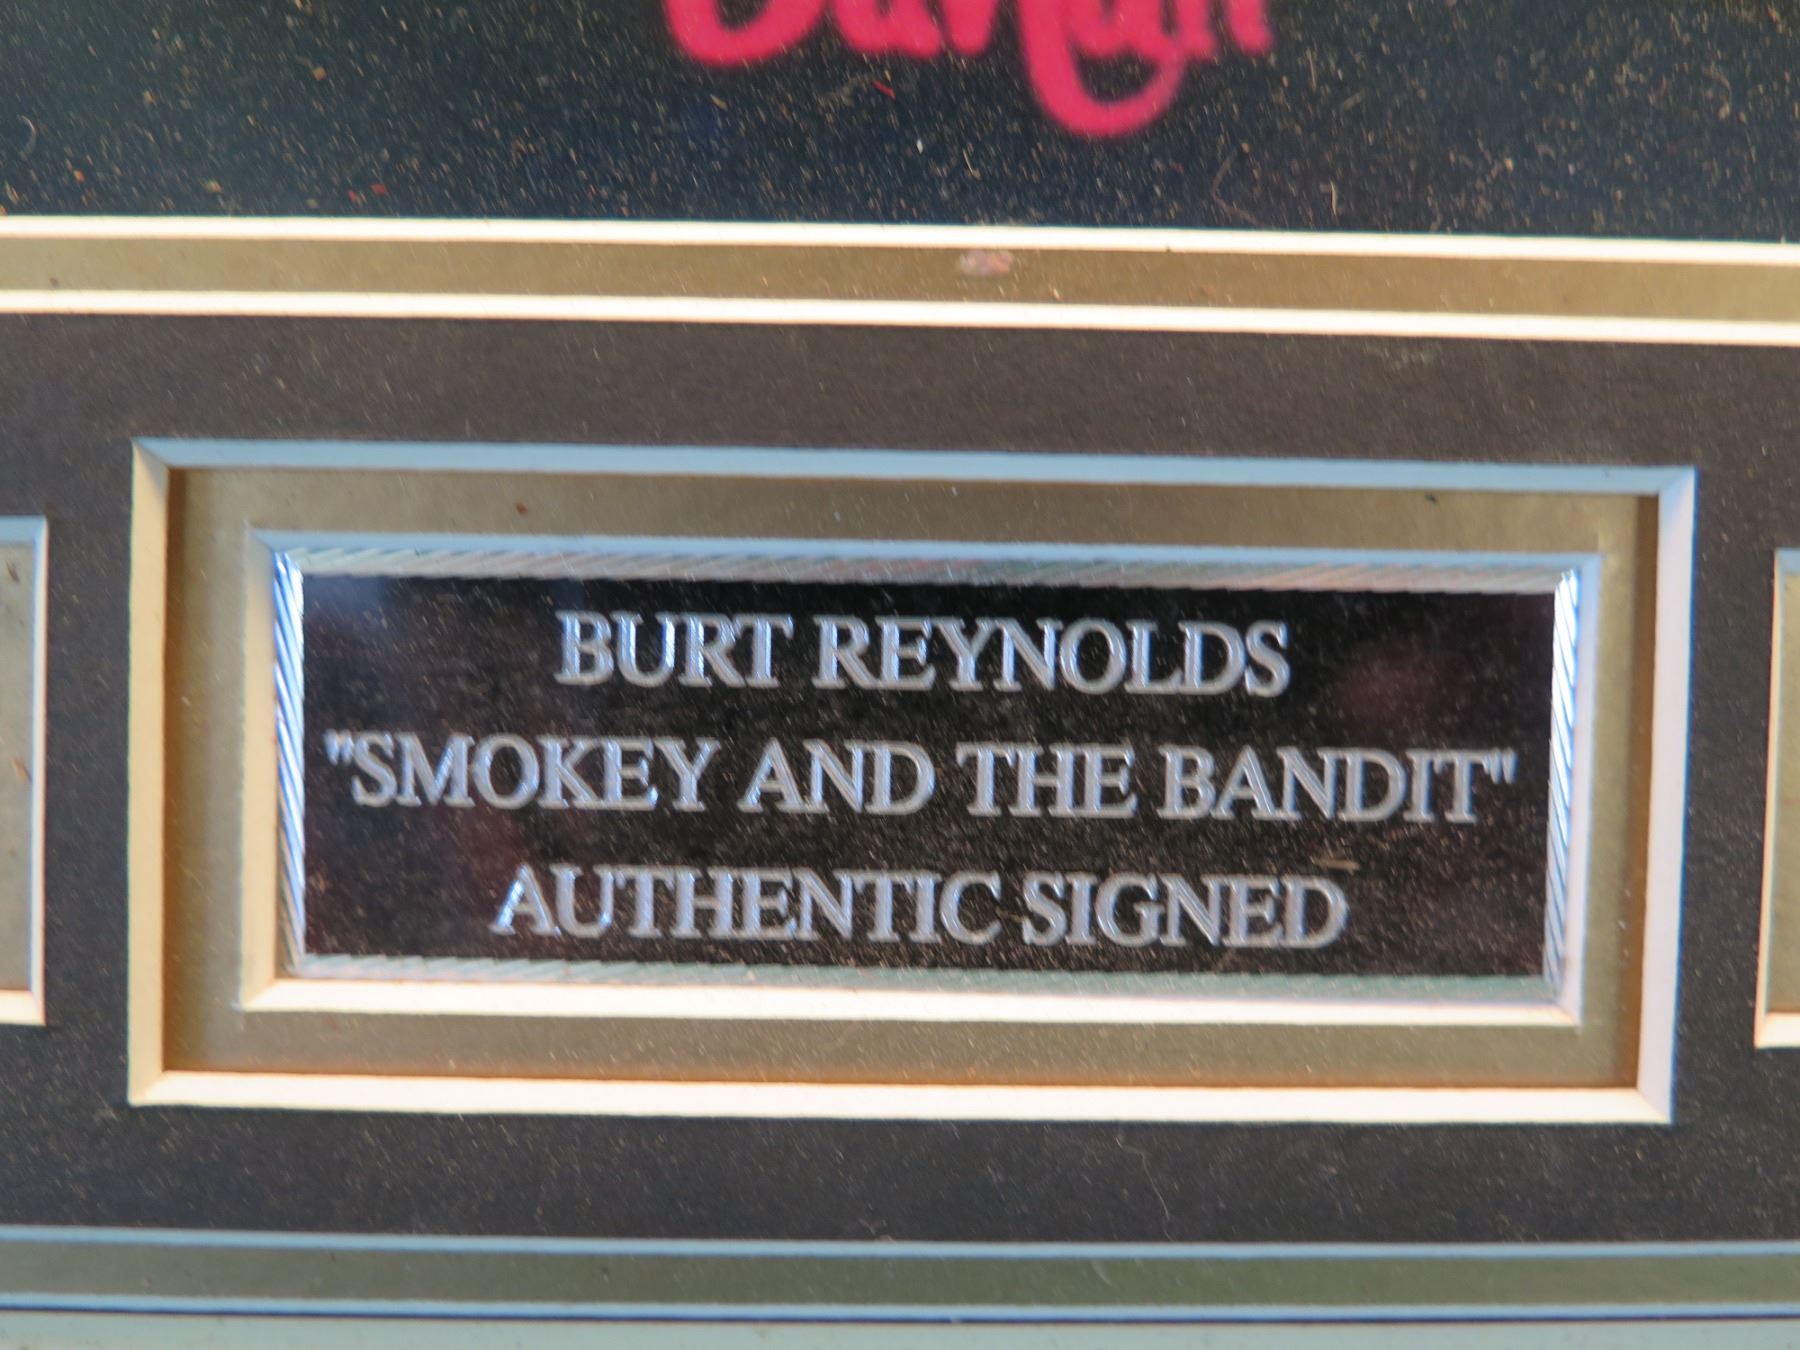 BURT REYNOLDS
"SMOKEY AND THE BANDIT"
AUTHENTIC SIGNED